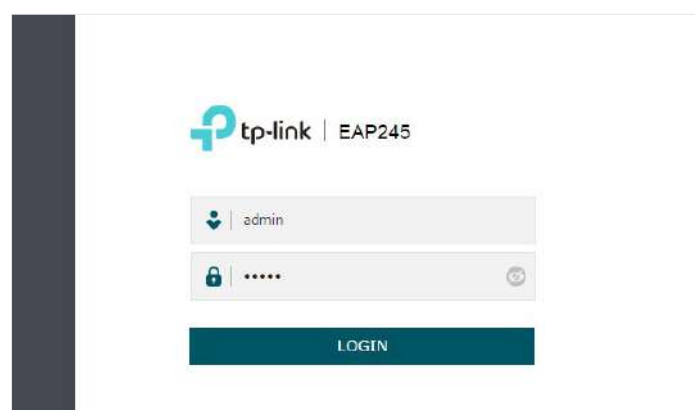 tp-link | EAP245
admin
•••••
LOGIN